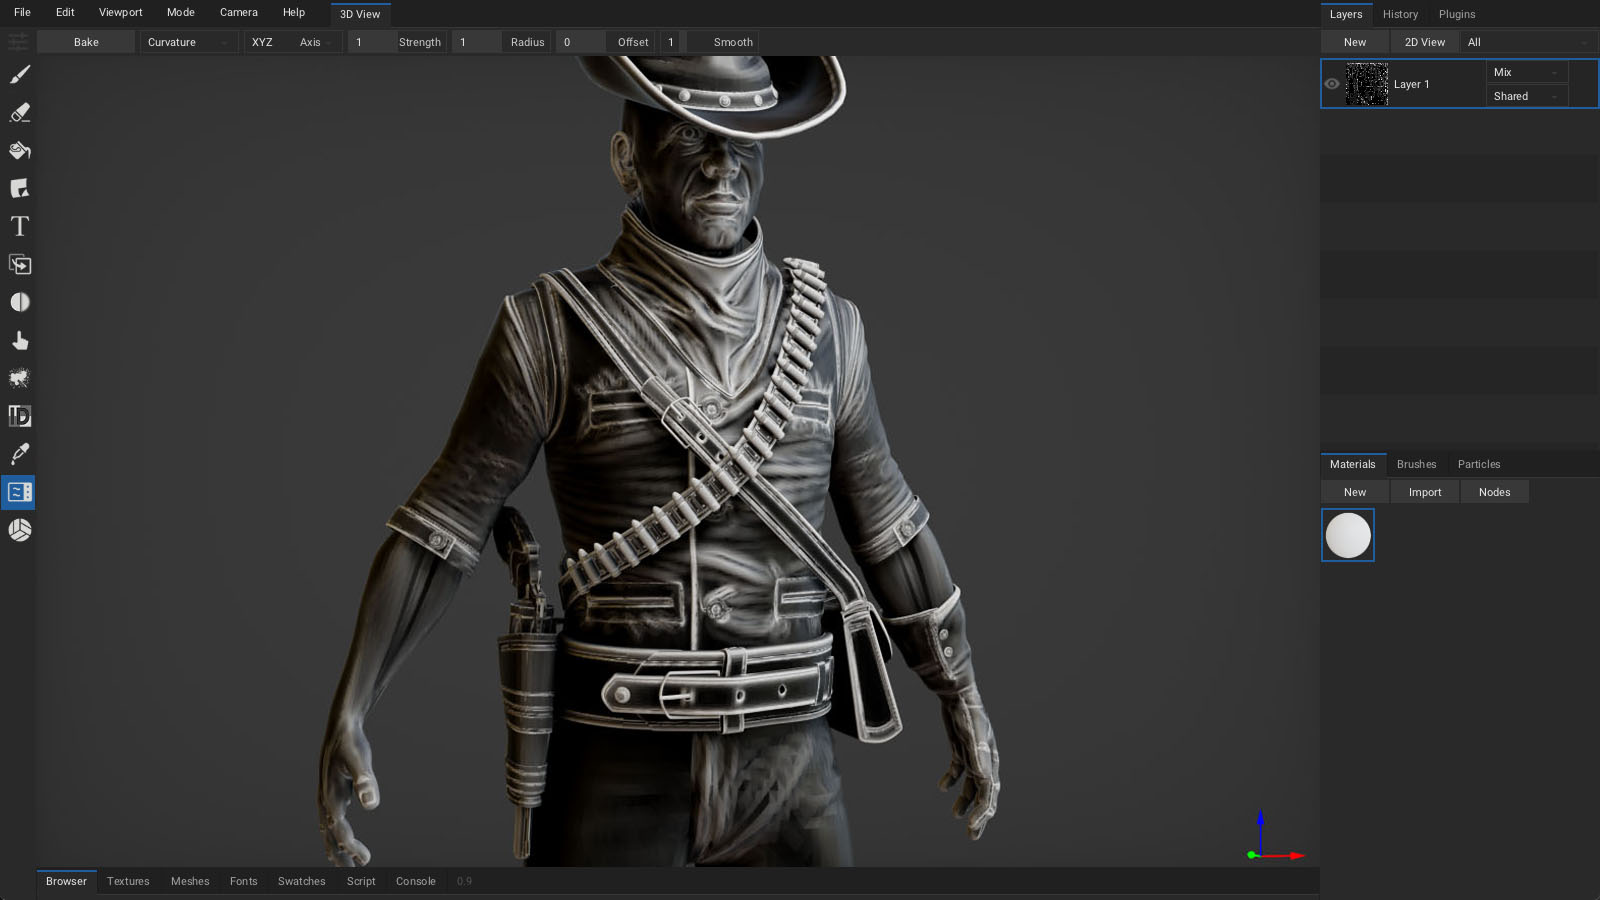 File Edit Viewport Mode Camera Help 3D View
Layers History Plugins
Bake Curvature XYZ Axis 1 Strength 1 Radius 0 Offset 1 Smooth
New 2D View All
Layer 1 Mix
Shared
T
ID
Materials Brushes Particles
New Import Nodes
Browser Textures Meshes Fonts Swatches Script Console 0.9